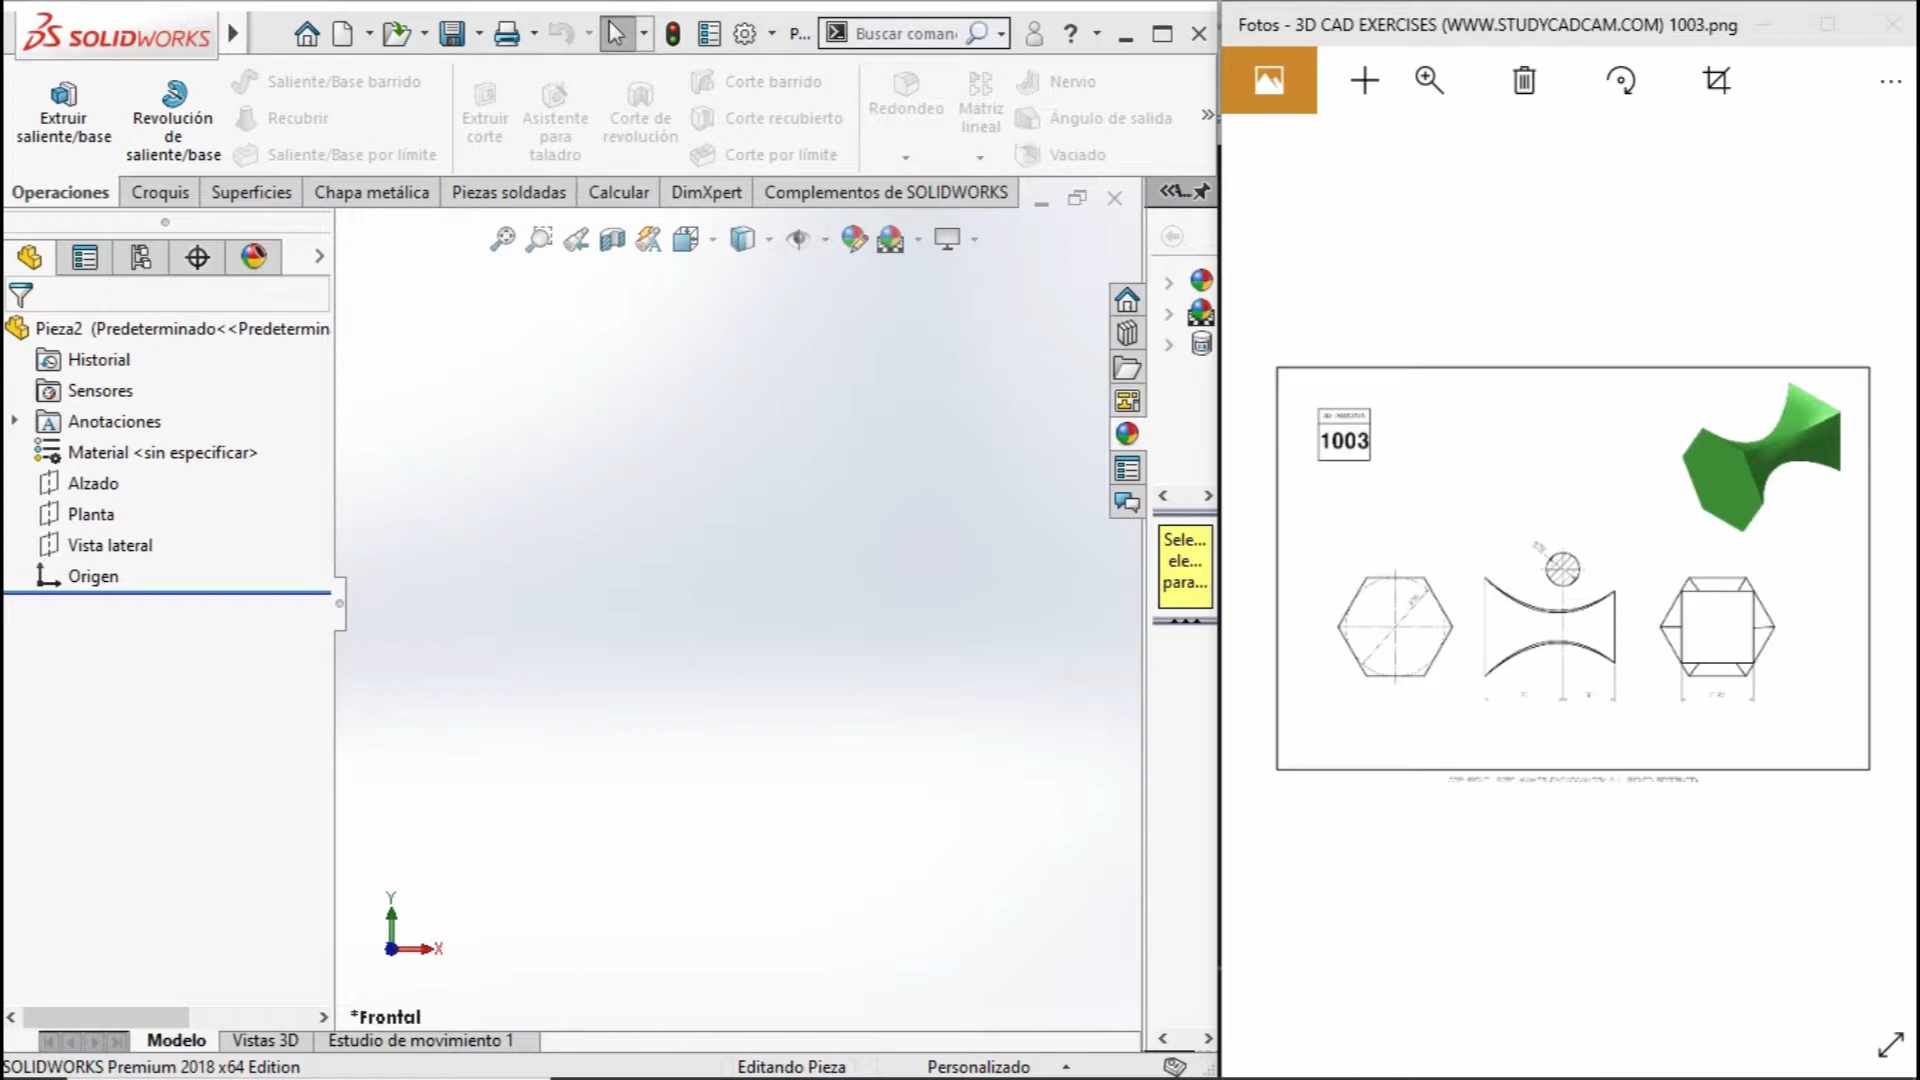 SOLIDWORKS
P...
Buscar coman
?
Extruir
saliente/base
Revolución
de
saliente/base
Saliente/Base barrido
Recubrir
Saliente/Base por límite
Extruir
corte
Asistente
para
taladro
Corte de
revolución
Corte barrido
Corte recubierto
Corte por límite
Redondeo
Matriz
lineal
Nervio
Ángulo de salida
Vaciado
Operaciones
Croquis
Superficies
Chapa metálica
Piezas soldadas
Calcular
DimXpert
Complementos de SOLIDWORKS
Pieza2 (Predeterminado<<Predetermin
Historial
Sensores
Anotaciones
Material <sin especificar>
Alzado
Planta
Vista lateral
Origen
Y
X
*Frontal
Sele...
ele...
para...
Modelo
Vistas 3D
Estudio de movimiento 1
SOLIDWORKS Premium 2018 x64 Edition
Editando Pieza
Personalizado
Fotos - 3D CAD EXERCISES (WWW.STUDYCADCAM.COM) 1003.png
1003